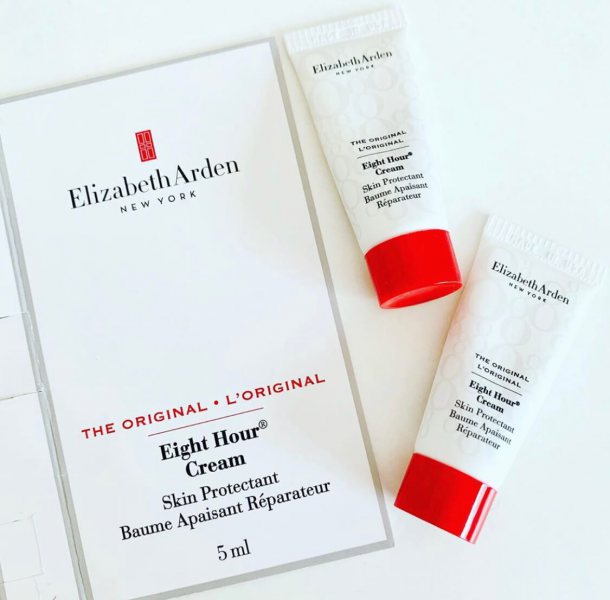 Elizabeth Arden
NEW YORK
THE ORIGINAL • L'ORIGINAL
Eight Hour®
Cream
Skin Protectant
Baume Apaisant Réparateur
5 ml
Elizabeth Arden
NEW YORK
THE ORIGINAL
L'ORIGINAL
Eight Hour®
Cream
Skin Protectant
Baume Apaisant
Réparateur
Elizabeth Arden
NEW YORK
THE ORIGINAL
L'ORIGINAL
Eight Hour®
Cream
Skin Protectant
Baume Apaisant
Réparateur